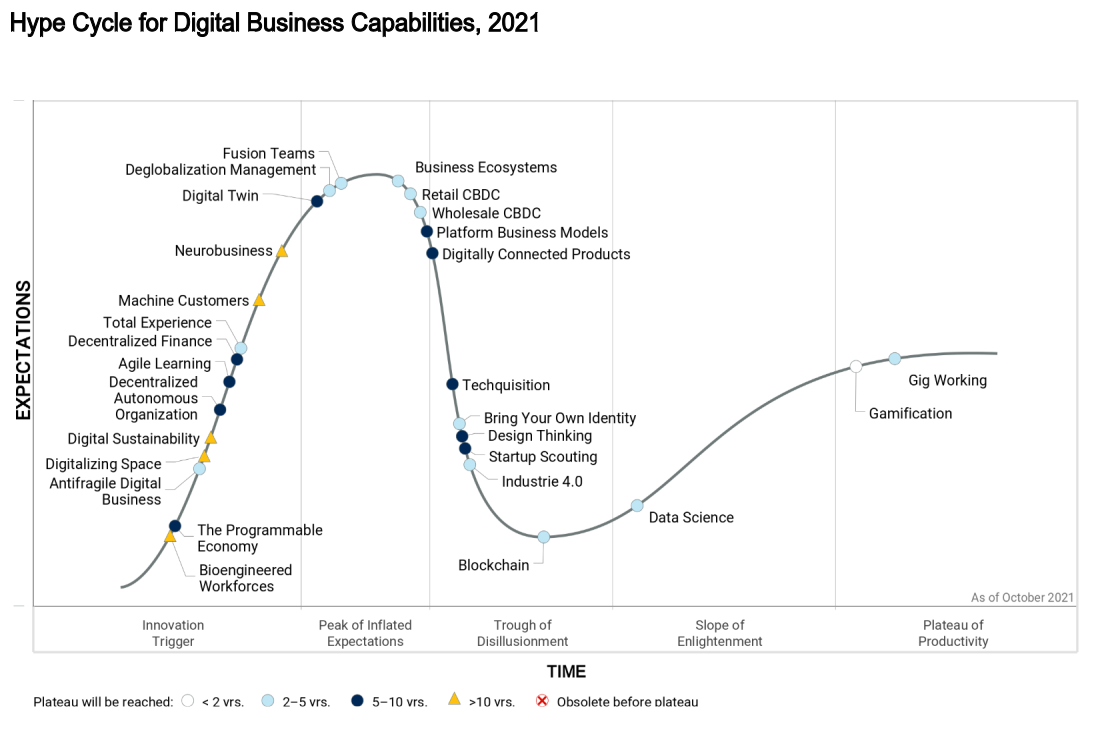 Hype Cycle for Digital Business Capabilities, 2021
Fusion Teams
Deglobalization Management
Digital Twin
Neurobusiness
Machine Customers
Total Experience
Decentralized Finance
Agile Learning
Decentralized
Autonomous
Organization
Digital Sustainability
Digitalizing Space
Antifragile Digital
Business
The Programmable
Economy
Bioengineered
Workforces
Business Ecosystems
Retail CBDC
Wholesale CBDC
Platform Business Models
Digitally Connected Products
Techquisition
Bring Your Own Identity
Design Thinking
Startup Scouting
Industrie 4.0
Blockchain
Data Science
Gig Working
Gamification
EXPECTATIONS
As of October 2021
Innovation
Trigger
Peak of Inflated
Expectations
Trough of
Disillusionment
Slope of
Enlightenment
Plateau of
Productivity
TIME
Plateau will be reached: < 2 yrs. 2–5 yrs. 5–10 yrs. >10 yrs. Obsolete before plateau